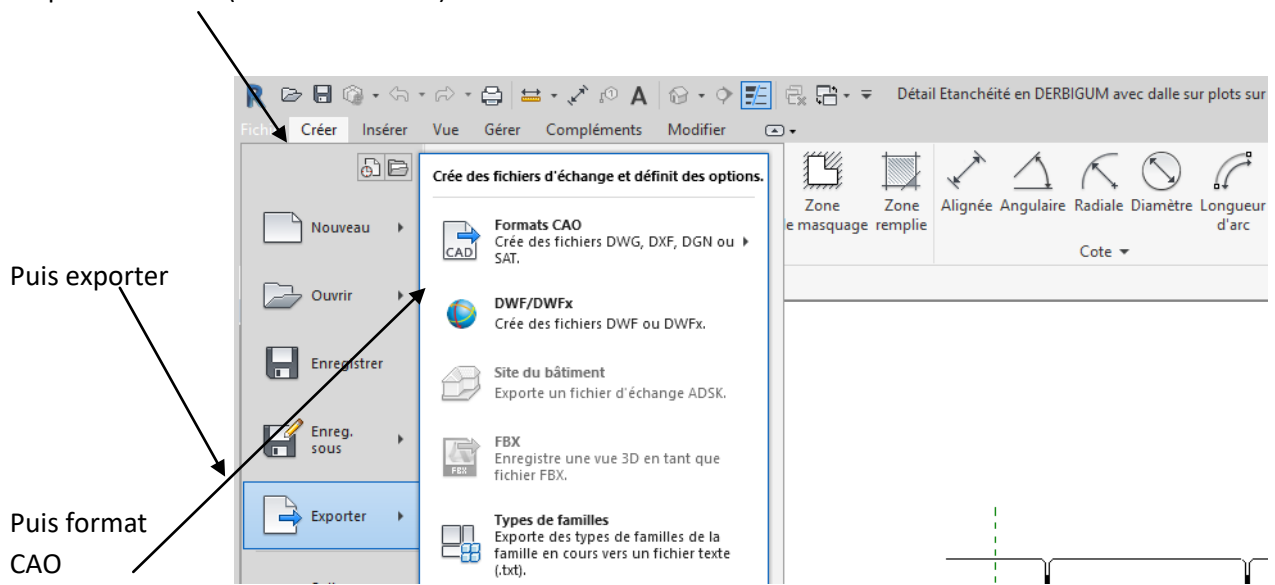 Détail Etanchéité en DERBIGUM avec dalle sur plots sur
Créer Insérer Vue Gérer Compléments Modifier
Crée des fichiers d'échange et définit des options.
Nouveau
Formats CAO
Crée des fichiers DWG, DXF, DGN ou
SAT.
CAD
Zone
masquage
Zone
remplie
Alignée Angulaire Radiale Diamètre Longueur
d'arc
Cote
Puis exporter
Ouvrir
DWF/DWFx
Crée des fichiers DWF ou DWFx.
Enregistrer
Site du bâtiment
Exporte un fichier d'échange ADSK.
Enreg.
sous
FBX
Enregistre une vue 3D en tant que
fichier FBX.
FBX
Puis format
CAO
Exporter
Types de familles
Exporte des types de familles de la
famille en cours vers un fichier texte
(.txt).